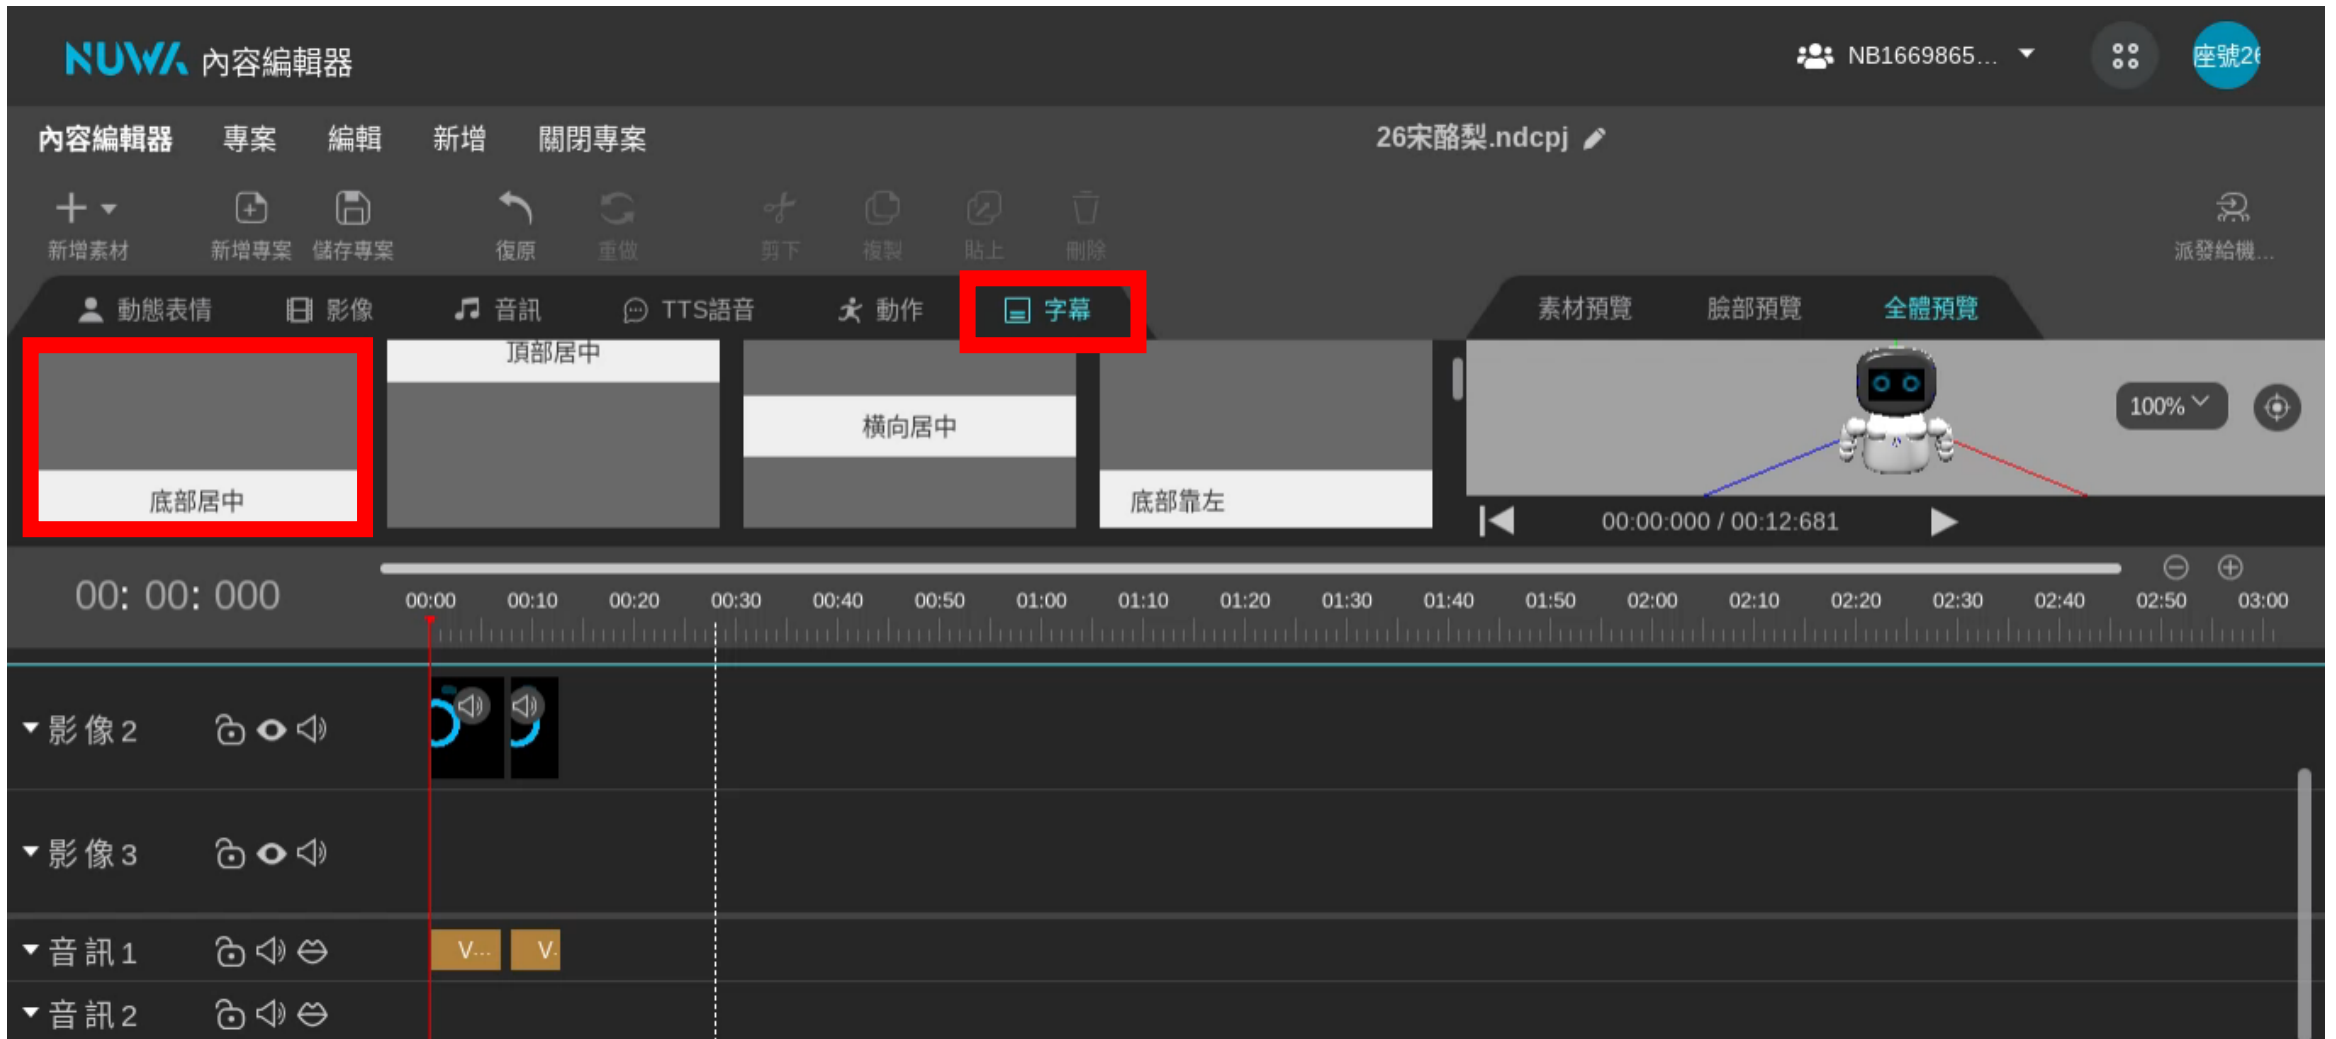 NUWA 內容編輯器
NB1669865...
座號26
內容編輯器 專案 編輯 新增 關閉專案
26宋酪梨.ndcpj
新增素材 新增專案 儲存專案 復原 重做 剪下 複製 貼上 刪除 派發給機...
動態表情 影像 音訊 TTS語音 動作 字幕
素材預覽 臉部預覽 全體預覽
頂部居中
橫向居中
底部居中
底部靠左
100%
00:00:000 / 00:12:681
00: 00: 000
00:00 00:10 00:20 00:30 00:40 00:50 01:00 01:10 01:20 01:30 01:40 01:50 02:00 02:10 02:20 02:30 02:40 02:50 03:00
影像2
影像3
音訊1
V... V.
音訊2